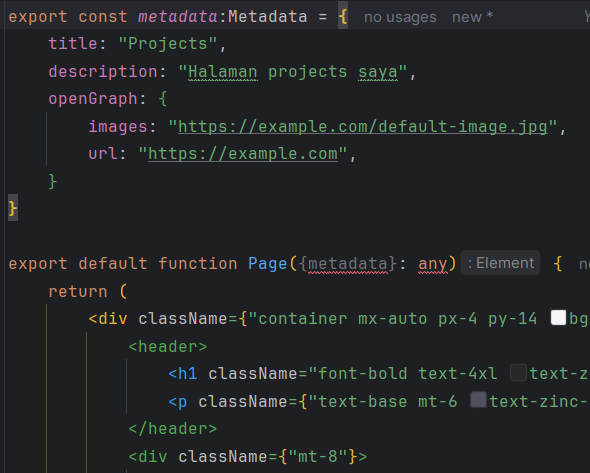 export const metadata:Metadata = { no usages new *
title: "Projects",
description: "Halaman projects saya",
openGraph: {
images: "https://example.com/default-image.jpg",
url: "https://example.com",
}
}
export default function Page({metadata}: any) : Element {
return (
<div className={"container mx-auto px-4 py-14 bg
<header>
<h1 className="font-bold text-4xl text-z
<p className={"text-base mt-6 text-zinc-
</header>
<div className={"mt-8"}>